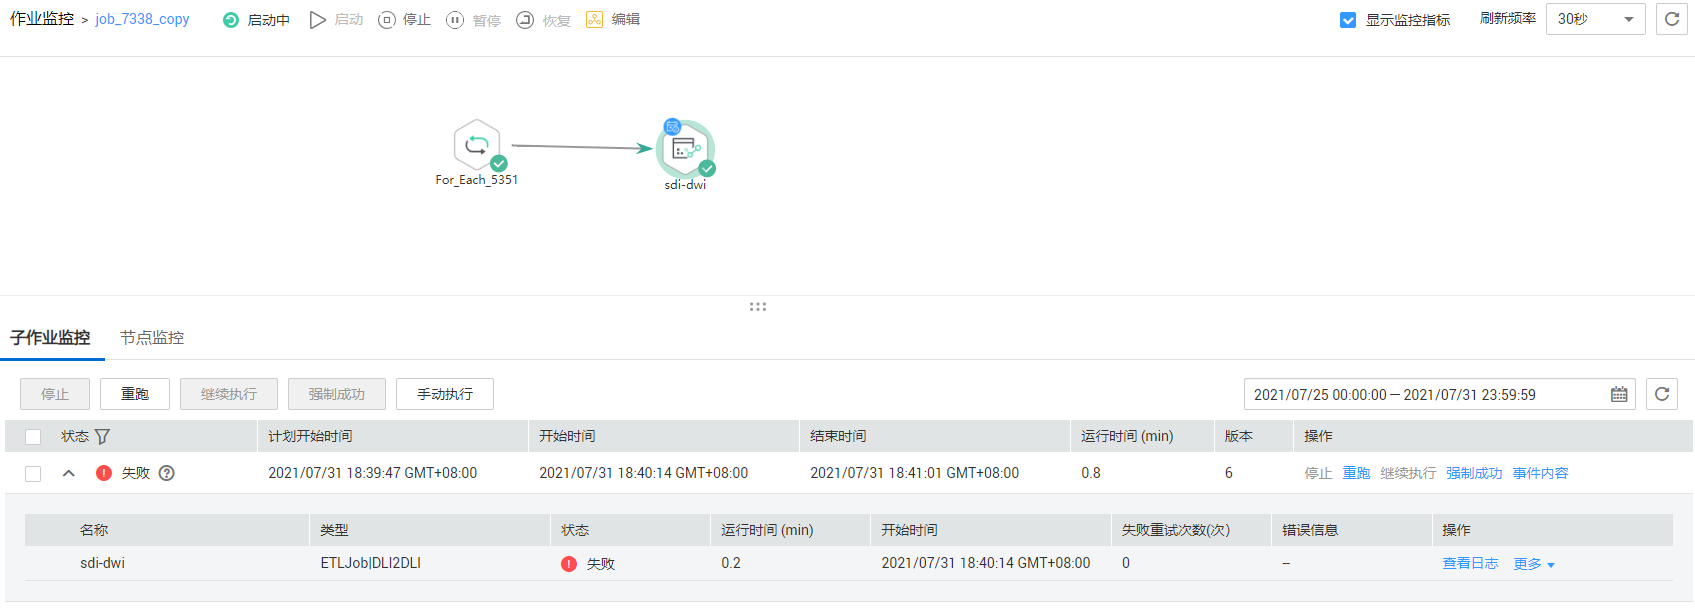 作业监控 > job_7338_copy 启动中 启动 停止 暂停 恢复 编辑 显示监控指标 刷新频率 30秒
For_Each_5351
sdi-dwi
子作业监控 节点监控
停止 重跑 继续执行 强制成功 手动执行 2021/07/25 00:00:00 – 2021/07/31 23:59:59
状态 计划开始时间 开始时间 结束时间 运行时间 (min) 版本 操作
失败 2021/07/31 18:39:47 GMT+08:00 2021/07/31 18:40:14 GMT+08:00 2021/07/31 18:41:01 GMT+08:00 0.8 6 停止 重跑 继续执行 强制成功 事件内容
名称 类型 状态 运行时间 (min) 开始时间 失败重试次数(次) 错误信息 操作
sdi-dwi ETLJob|DLI2DLI 失败 0.2 2021/07/31 18:40:14 GMT+08:00 0 -- 查看日志 更多